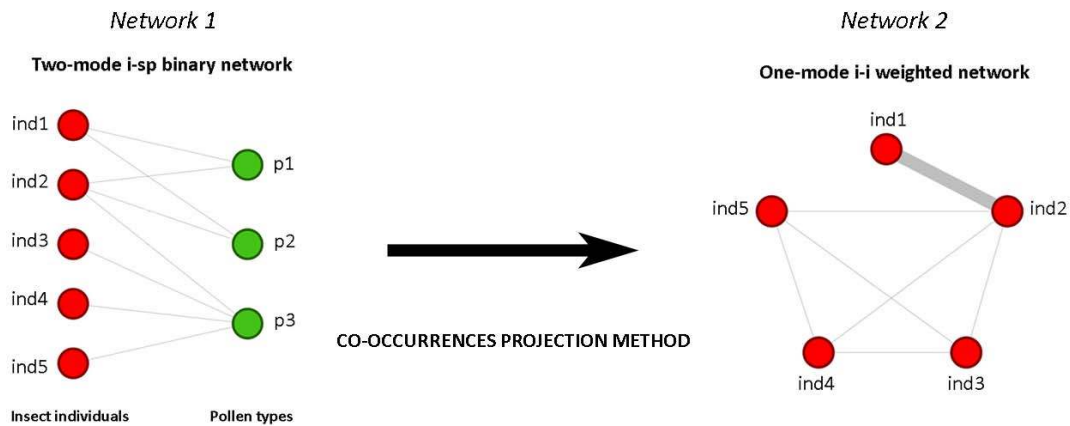 Network 1
Two-mode i-sp binary network
ind1
ind2
ind3
ind4
ind5
p1
p2
p3
Insect individuals
Pollen types
CO-OCCURRENCES PROJECTION METHOD
Network 2
One-mode i-i weighted network
ind1
ind5
ind2
ind4
ind3